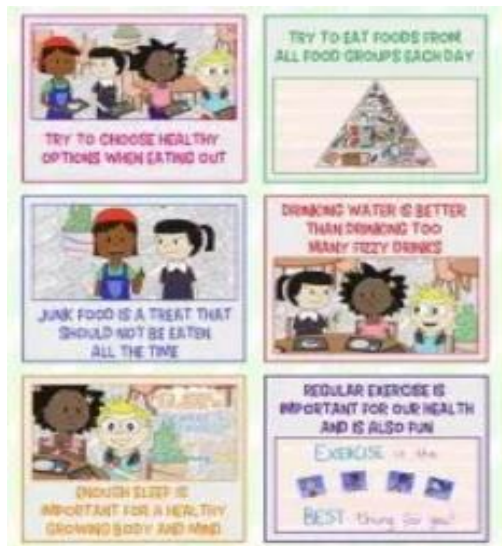 TRY TO CHOOSE HEALTHY
OPTIONS WHEN EATING OUT
TRY TO EAT FOODS FROM
ALL FOOD GROUPS EACH DAY
JUNK FOOD IS A TREAT THAT
SHOULD NOT BE EATEN
ALL THE TIME
DRINKING WATER IS BETTER
THAN DRINKING TOO
MANY FIZZY DRINKS
ENOUGH SLEEP IS
IMPORTANT FOR A HEALTHY
GROWING BODY AND MIND
REGULAR EXERCISE IS
IMPORTANT FOR OUR HEALTH
AND IS ALSO FUN
EXERCISE is the
BEST thing for you!